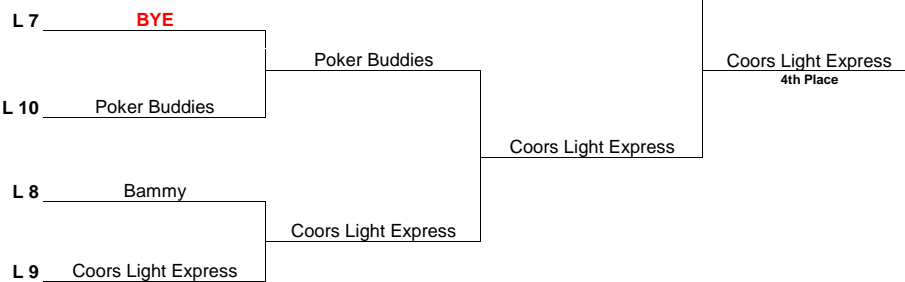 L 7 BYE
Poker Buddies
Coors Light Express
4th Place
L 10 Poker Buddies
Coors Light Express
L 8 Bammy
Coors Light Express
L 9 Coors Light Express